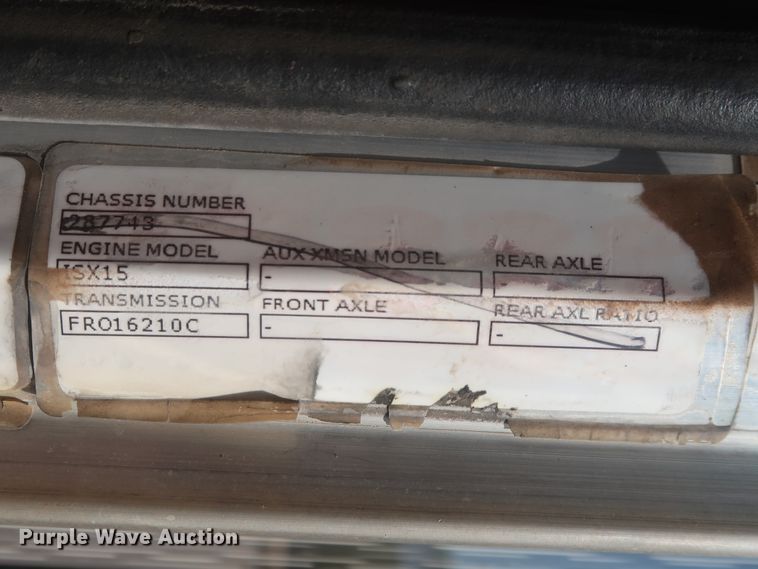 CHASSIS NUMBER
287743
ENGINE MODEL AUX XMSN MODEL REAR AXLE
ISX15 - -
TRANSMISSION FRONT AXLE REAR AXL RATIO
FRO16210C - -
Purple Wave Auction